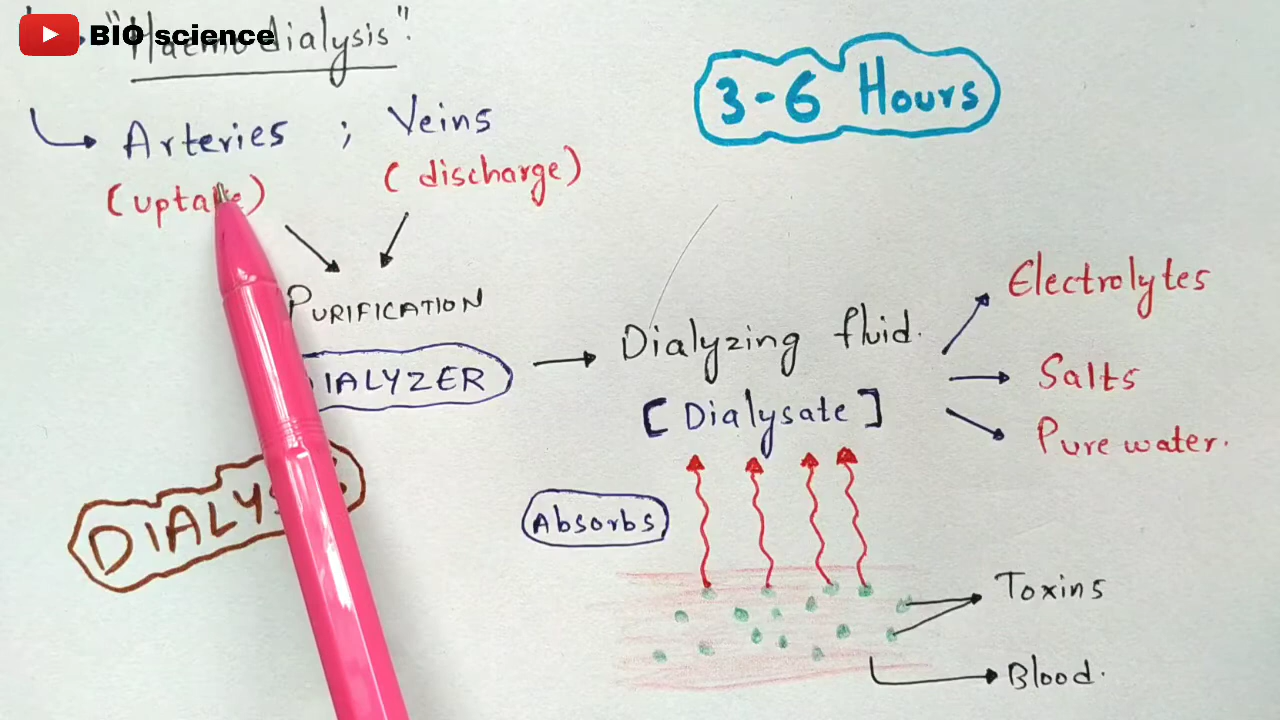 BIO science
"Haemodialysis".
Arteries ; Veins
(uptake) (discharge)
3-6 Hours
PURIFICATION
DIALYZER
Dialyzing fluid.
[Dialysate]
Electrolytes
Salts
Pure water.
DIALYSIS
Absorbs
Toxins
Blood.